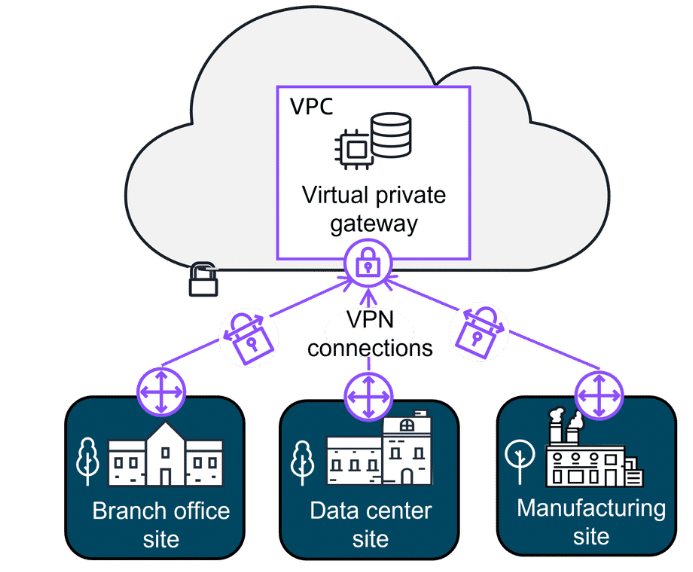 VPC
Virtual private
gateway
VPN
connections
Branch office
site
Data center
site
Manufacturing
site